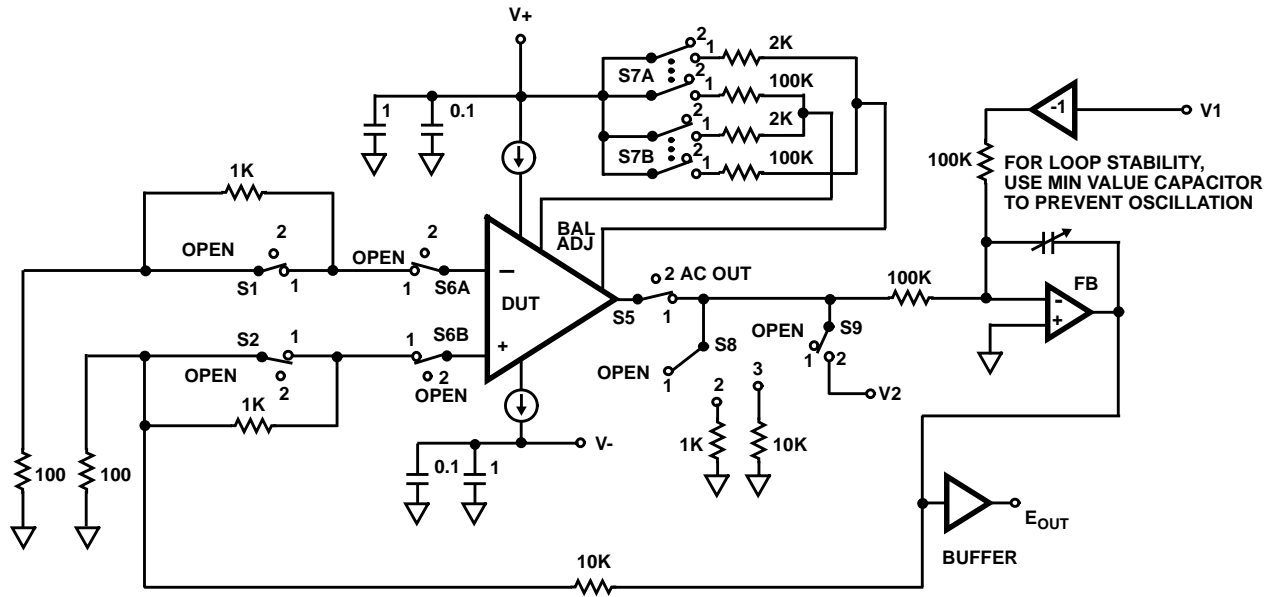 V+
2
1
2K
S7A
2
1
100K
2
1
2K
S7B
2
1
100K
1
0.1
-1
V1
100K
FOR LOOP STABILITY,
USE MIN VALUE CAPACITOR
TO PREVENT OSCILLATION
1K
OPEN
2
S1
1
OPEN
2
1
S6A
BAL
ADJ
−
DUT
+
2 AC OUT
S5
1
100K
-
+
FB
S2
1
OPEN
2
1K
1
S6B
2
OPEN
S8
OPEN
1
2
3
1K
10K
OPEN
S9
1
2
V2
V-
0.1
1
100
100
10K
BUFFER
EOUT